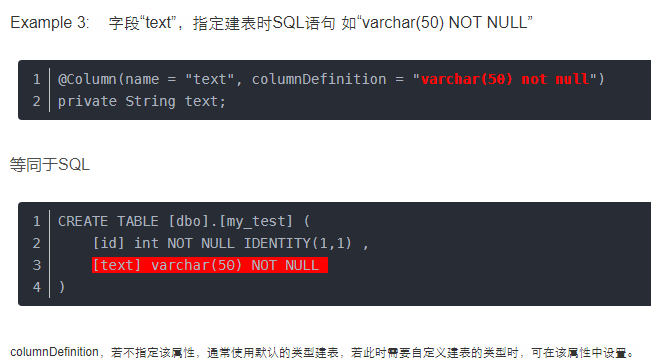 Example 3:    字段“text”，指定建表时SQL语句 如“varchar(50) NOT NULL”
1 @Column(name = "text", columnDefinition = "varchar(50) not null")
2 private String text;
等同于SQL
1 CREATE TABLE [dbo].[my_test] (
2     [id] int NOT NULL IDENTITY(1,1) ,
3     [text] varchar(50) NOT NULL
4 )
columnDefinition，若不指定该属性，通常使用默认的类型建表，若此时需要自定义建表的类型时，可在该属性中设置。